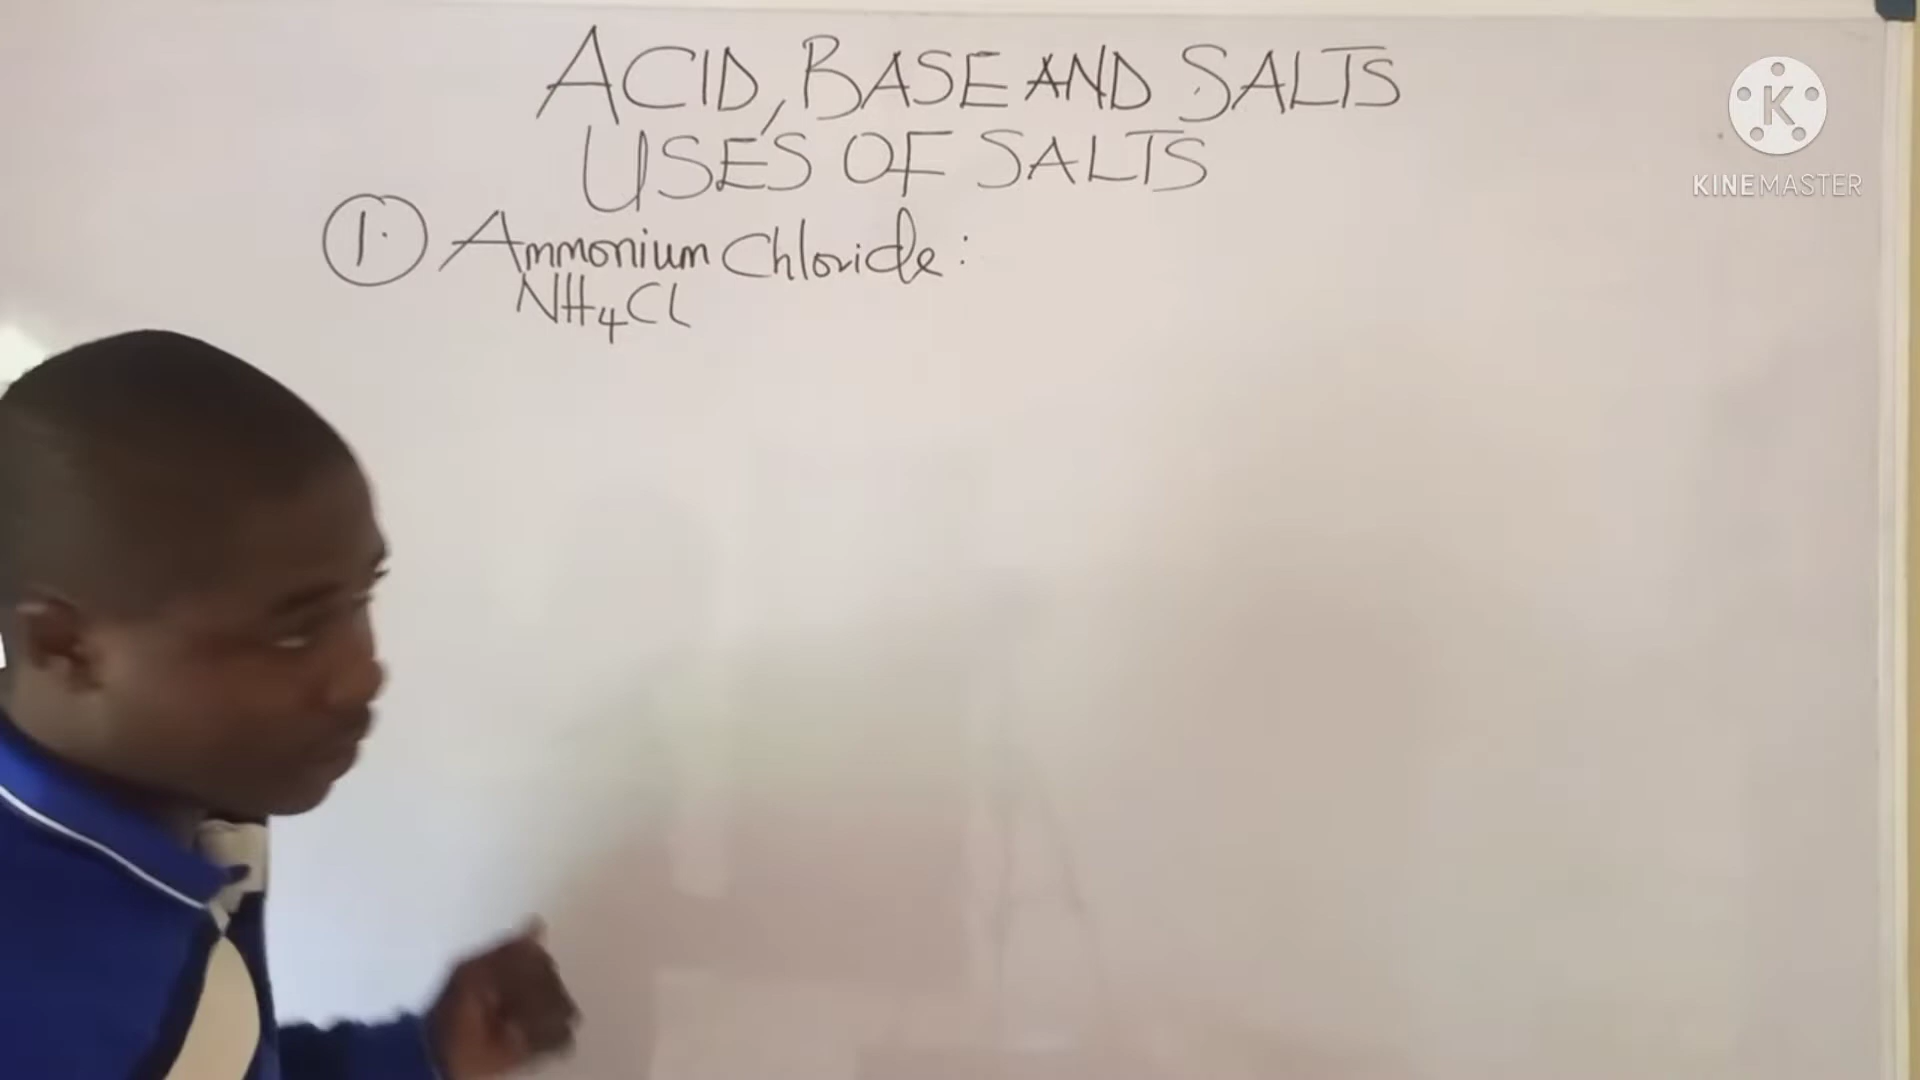 ACID, BASE AND SALTS
USES OF SALTS
1. Ammonium Chloride:
NH4Cl
K
KINEMASTER